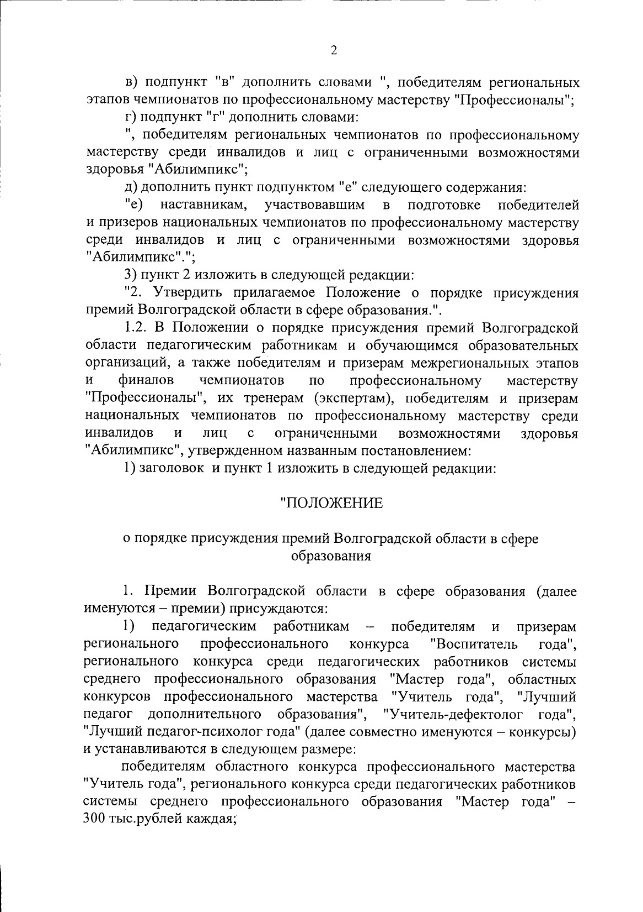 2
в) подпункт "в" дополнить словами ", победителям региональных
этапов чемпионатов по профессиональному мастерству "Профессионалы";
г) подпункт "г" дополнить словами:
", победителям региональных чемпионатов по профессиональному
мастерству среди инвалидов и лиц с ограниченными возможностями
здоровья "Абилимпикс";
д) дополнить пункт подпунктом "е" следующего содержания:
"е) наставникам, участвовавшим в подготовке победителей
и призеров национальных чемпионатов по профессиональному мастерству
среди инвалидов и лиц с ограниченными возможностями здоровья
"Абилимпикс".";
3) пункт 2 изложить в следующей редакции:
"2. Утвердить прилагаемое Положение о порядке присуждения
премий Волгоградской области в сфере образования.".
1.2. В Положении о порядке присуждения премий Волгоградской
области педагогическим работникам и обучающимся образовательных
организаций, а также победителям и призерам межрегиональных этапов
и финалов чемпионатов по профессиональному мастерству
"Профессионалы", их тренерам (экспертам), победителям и призерам
национальных чемпионатов по профессиональному мастерству среди
инвалидов и лиц с ограниченными возможностями здоровья
"Абилимпикс", утвержденном названным постановлением:
1) заголовок и пункт 1 изложить в следующей редакции:
"ПОЛОЖЕНИЕ
о порядке присуждения премий Волгоградской области в сфере
образования
1. Премии Волгоградской области в сфере образования (далее
именуются – премии) присуждаются:
1) педагогическим работникам – победителям и призерам
регионального профессионального конкурса "Воспитатель года",
регионального конкурса среди педагогических работников системы
среднего профессионального образования "Мастер года", областных
конкурсов профессионального мастерства "Учитель года", "Лучший
педагог дополнительного образования", "Учитель-дефектолог года",
"Лучший педагог-психолог года" (далее совместно именуются – конкурсы)
и устанавливаются в следующем размере:
победителям областного конкурса профессионального мастерства
"Учитель года", регионального конкурса среди педагогических работников
системы среднего профессионального образования "Мастер года" –
300 тыс.рублей каждая;